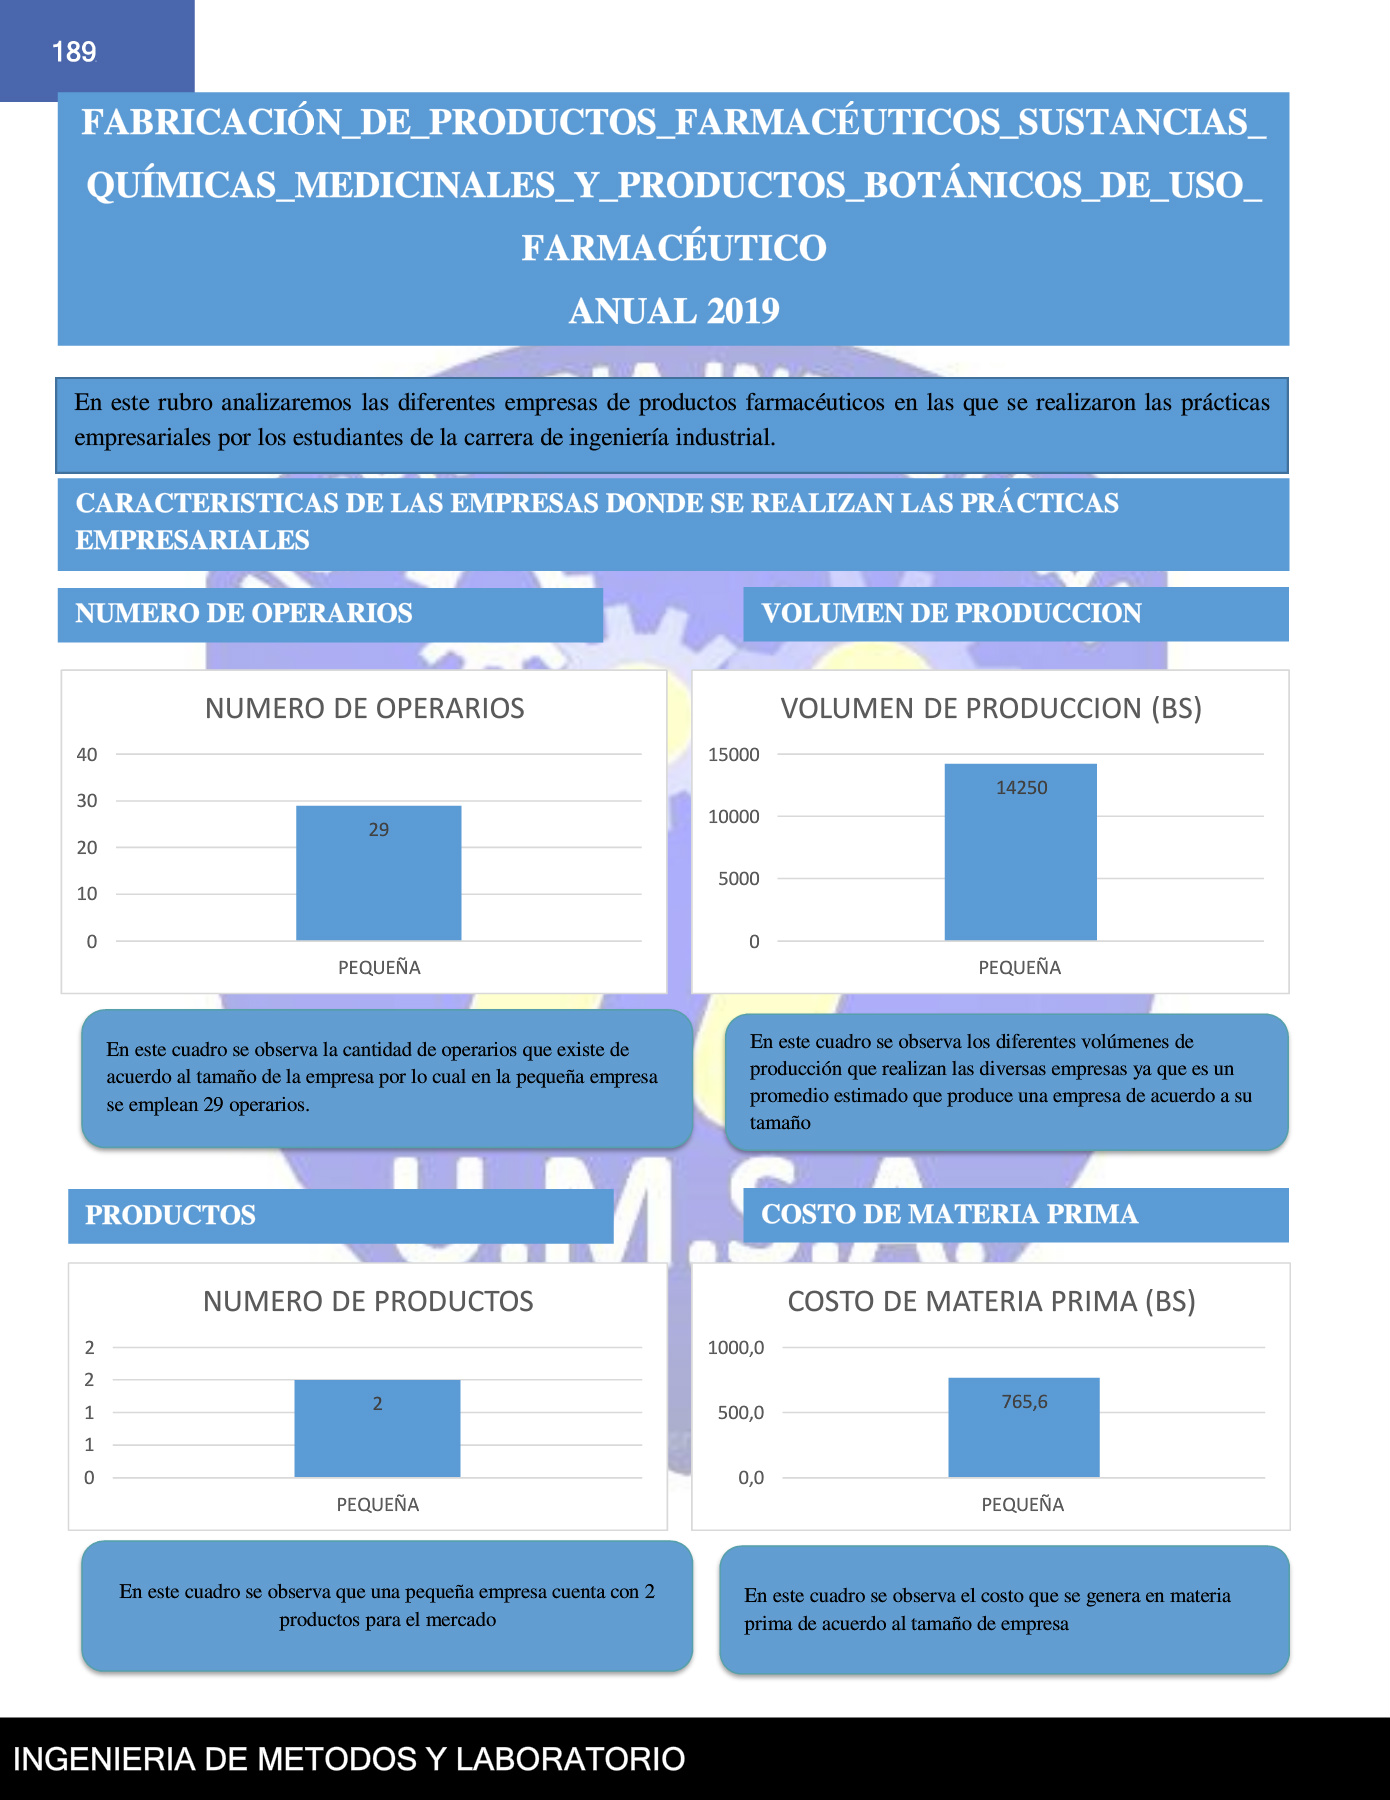 189
FABRICACIÓN_DE_PRODUCTOS_FARMACÉUTICOS_SUSTANCIAS_
QUÍMICAS_MEDICINALES_Y_PRODUCTOS_BOTÁNICOS_DE_USO_
FARMACÉUTICO
ANUAL 2019
En este rubro analizaremos las diferentes empresas de productos farmacéuticos en las que se realizaron las prácticas
empresariales por los estudiantes de la carrera de ingeniería industrial.
CARACTERISTICAS DE LAS EMPRESAS DONDE SE REALIZAN LAS PRÁCTICAS
EMPRESARIALES
NUMERO DE OPERARIOS
VOLUMEN DE PRODUCCION
NUMERO DE OPERARIOS
40
30
20
10
0
29
PEQUEÑA
VOLUMEN DE PRODUCCION (BS)
15000
10000
5000
0
14250
PEQUEÑA
En este cuadro se observa la cantidad de operarios que existe de
acuerdo al tamaño de la empresa por lo cual en la pequeña empresa
se emplean 29 operarios.
En este cuadro se observa los diferentes volúmenes de
producción que realizan las diversas empresas ya que es un
promedio estimado que produce una empresa de acuerdo a su
tamaño
U.M.S.A.
PRODUCTOS
COSTO DE MATERIA PRIMA
NUMERO DE PRODUCTOS
2
2
1
1
0
2
PEQUEÑA
COSTO DE MATERIA PRIMA (BS)
1000,0
500,0
0,0
765,6
PEQUEÑA
En este cuadro se observa que una pequeña empresa cuenta con 2
productos para el mercado
En este cuadro se observa el costo que se genera en materia
prima de acuerdo al tamaño de empresa
INGENIERIA DE METODOS Y LABORATORIO